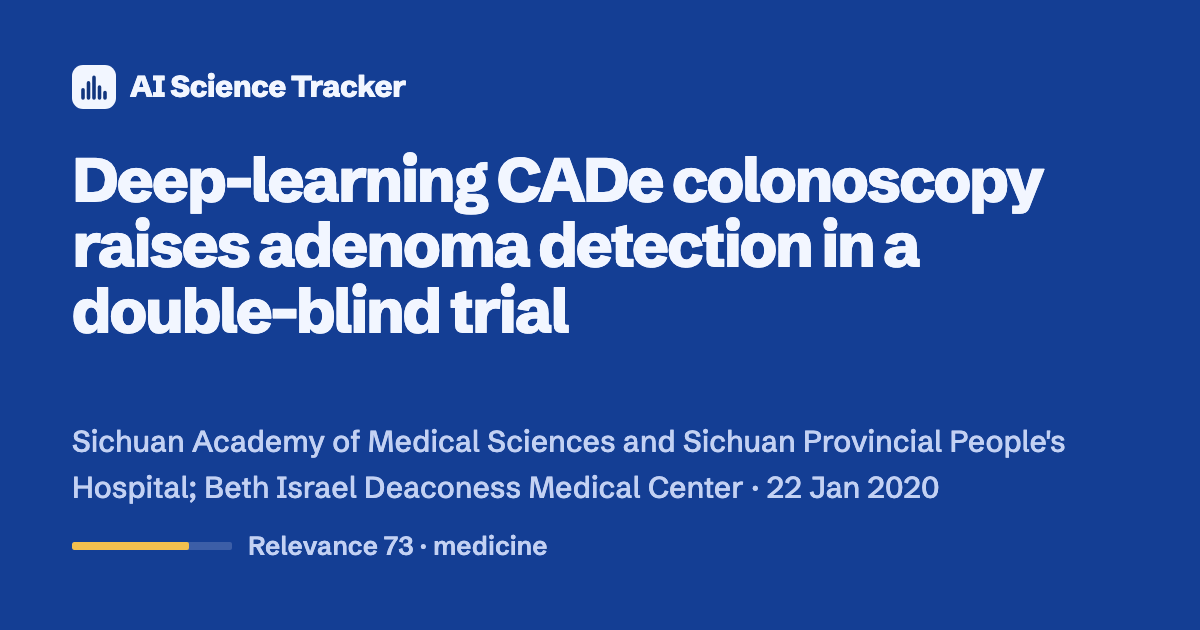 AI Science Tracker
Deep-learning CADe colonoscopy
raises adenoma detection in a
double-blind trial
Sichuan Academy of Medical Sciences and Sichuan Provincial People's
Hospital; Beth Israel Deaconess Medical Center · 22 Jan 2020
Relevance 73 · medicine